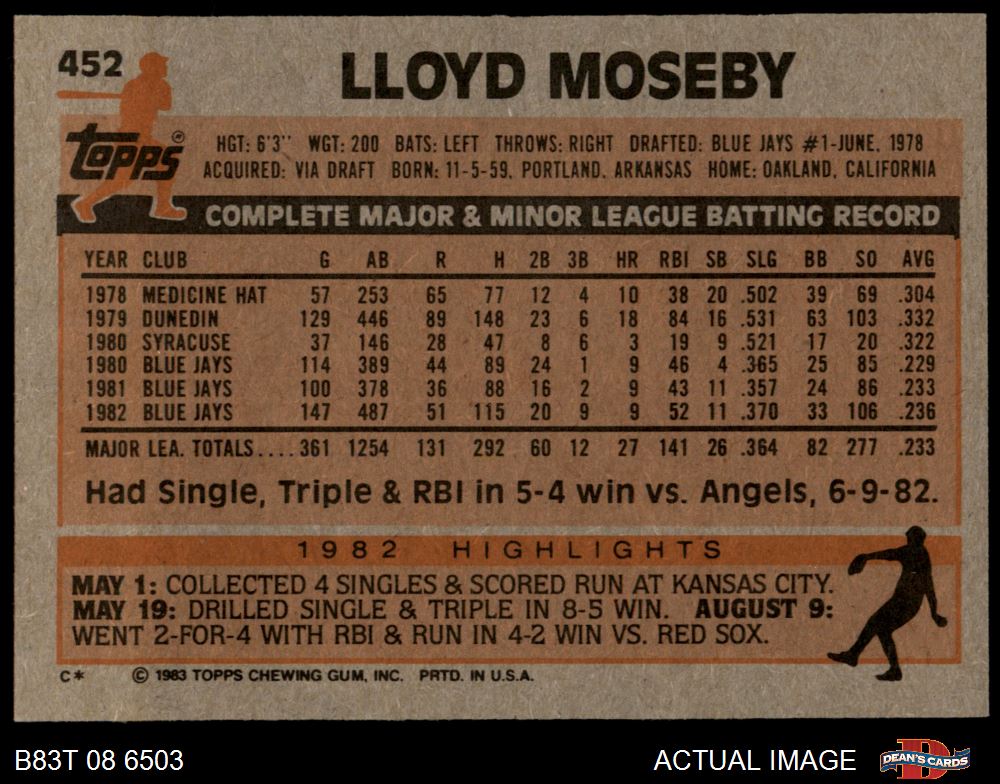 452
LLOYD MOSEBY
Topps ®
HGT: 6'3" WGT: 200 BATS: LEFT THROWS: RIGHT DRAFTED: BLUE JAYS #1-JUNE, 1978
ACQUIRED: VIA DRAFT BORN: 11-5-59, PORTLAND, ARKANSAS HOME: OAKLAND, CALIFORNIA
COMPLETE MAJOR & MINOR LEAGUE BATTING RECORD
YEAR CLUB G AB R H 2B 3B HR RBI SB SLG BB SO AVG
1978 MEDICINE HAT 57 253 65 77 12 4 10 38 20 .502 39 69 .304
1979 DUNEDIN 129 446 89 148 23 6 18 84 16 .531 63 103 .332
1980 SYRACUSE 37 146 28 47 8 6 3 19 9 .521 17 20 .322
1980 BLUE JAYS 114 389 44 89 24 1 9 46 4 .365 25 85 .229
1981 BLUE JAYS 100 378 36 88 16 2 9 43 11 .357 24 86 .233
1982 BLUE JAYS 147 487 51 115 20 9 9 52 11 .370 33 106 .236
MAJOR LEA. TOTALS.... 361 1254 131 292 60 12 27 141 26 .364 82 277 .233
Had Single, Triple & RBI in 5-4 win vs. Angels, 6-9-82.
1982 HIGHLIGHTS
MAY 1: COLLECTED 4 SINGLES & SCORED RUN AT KANSAS CITY.
MAY 19: DRILLED SINGLE & TRIPLE IN 8-5 WIN. AUGUST 9:
WENT 2-FOR-4 WITH RBI & RUN IN 4-2 WIN VS. RED SOX.
C* © 1983 TOPPS CHEWING GUM, INC. PRTD. IN U.S.A.
B83T 08 6503 ACTUAL IMAGE D DEAN'S CARDS